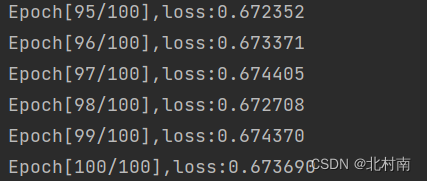 Epoch[95/100],loss:0.672352
Epoch[96/100],loss:0.673371
Epoch[97/100],loss:0.674405
Epoch[98/100],loss:0.672708
Epoch[99/100],loss:0.674370
Epoch[100/100],loss:0.673690
CSDN @北村南